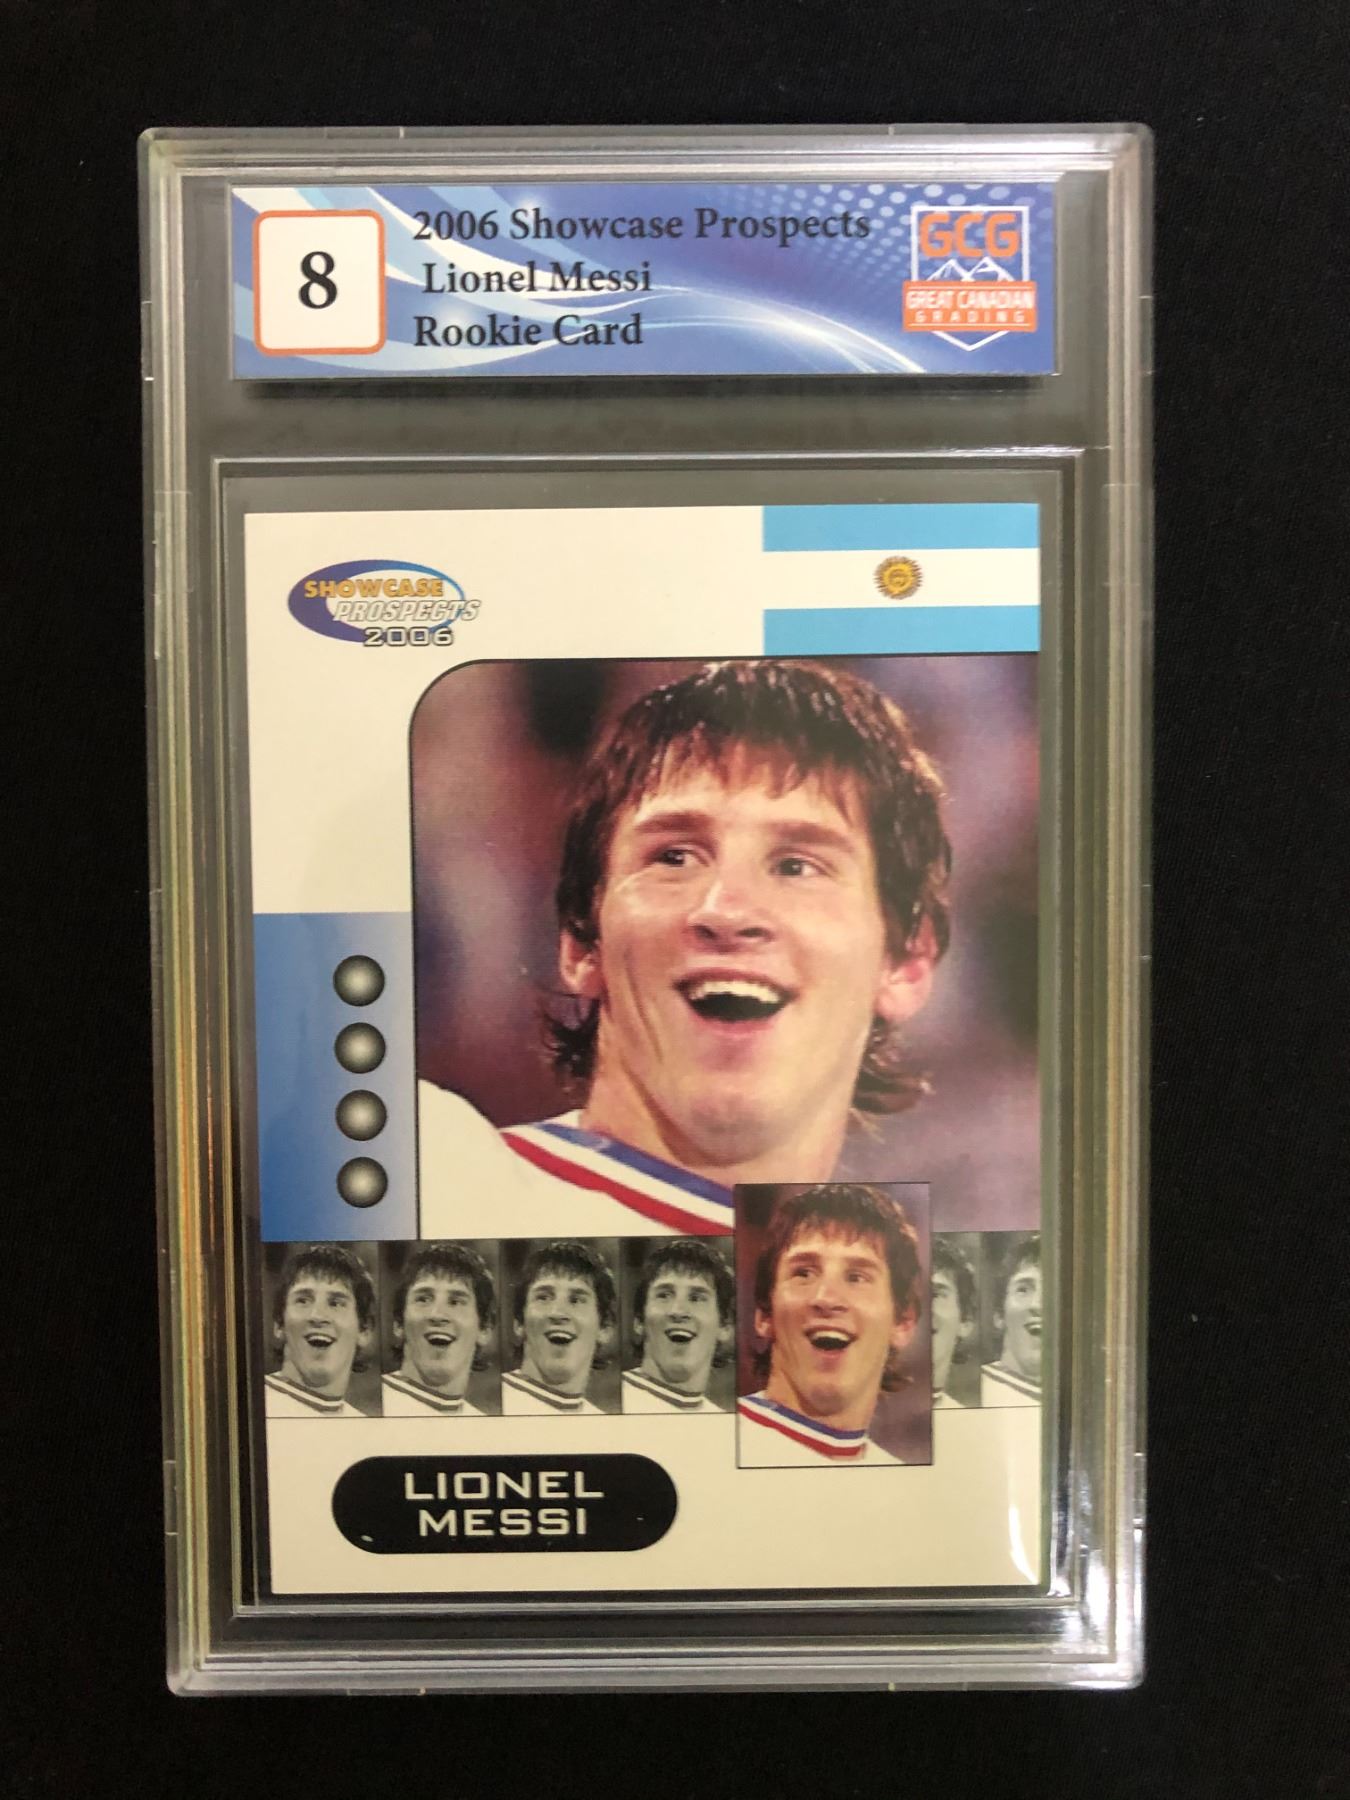 8
2006 Showcase Prospects
Lionel Messi
Rookie Card
GCG
GREAT CANADIAN
GRADING
SHOWCASE
PROSPECTS
2006
LIONEL
MESSI